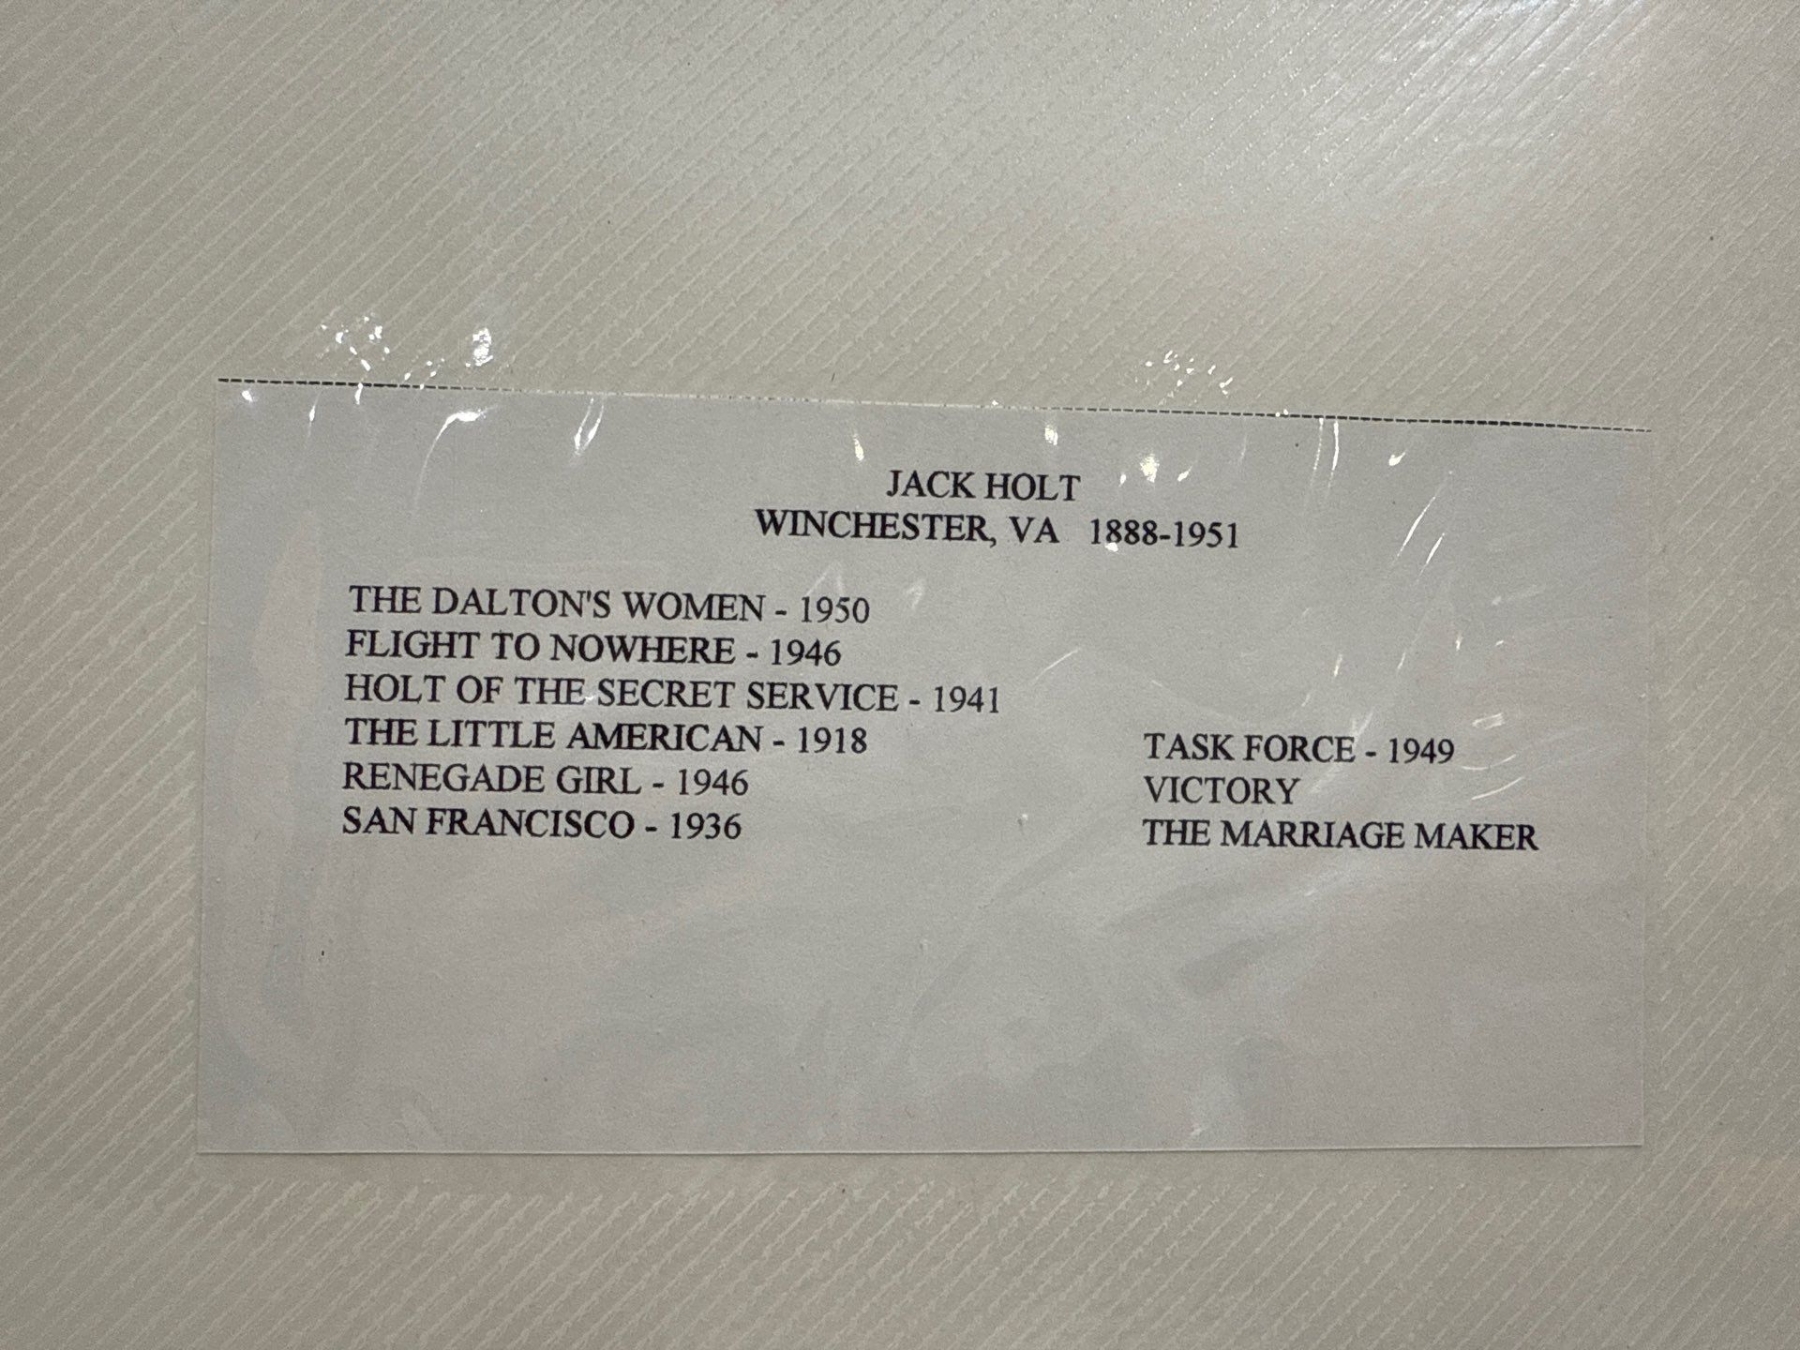 JACK HOLT
WINCHESTER, VA 1888-1951
THE DALTON'S WOMEN - 1950
FLIGHT TO NOWHERE - 1946
HOLT OF THE SECRET SERVICE - 1941
THE LITTLE AMERICAN - 1918
RENEGADE GIRL - 1946
SAN FRANCISCO - 1936
TASK FORCE - 1949
VICTORY
THE MARRIAGE MAKER